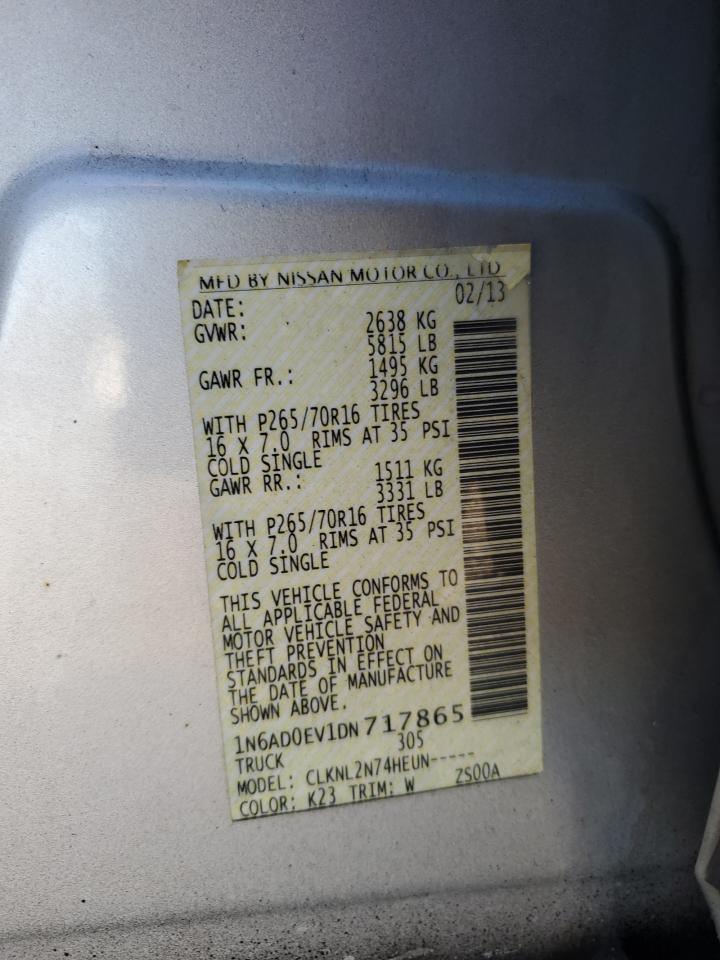 MFD BY NISSAN MOTOR CO., LTD
DATE: 02/13
GVWR: 2638 KG
5815 LB
GAWR FR.: 1495 KG
3296 LB
WITH P265/70R16 TIRES
16 X 7.0 RIMS AT 35 PSI
COLD SINGLE
GAWR RR.: 1511 KG
3331 LB
WITH P265/70R16 TIRES
16 X 7.0 RIMS AT 35 PSI
COLD SINGLE
THIS VEHICLE CONFORMS TO
ALL APPLICABLE FEDERAL
MOTOR VEHICLE SAFETY AND
THEFT PREVENTION
STANDARDS IN EFFECT ON
THE DATE OF MANUFACTURE
SHOWN ABOVE.
1N6AD0EV1DN717865
TRUCK 305
MODEL: CLKNL2N74HEUN-----
COLOR: K23 TRIM: W ZS00A